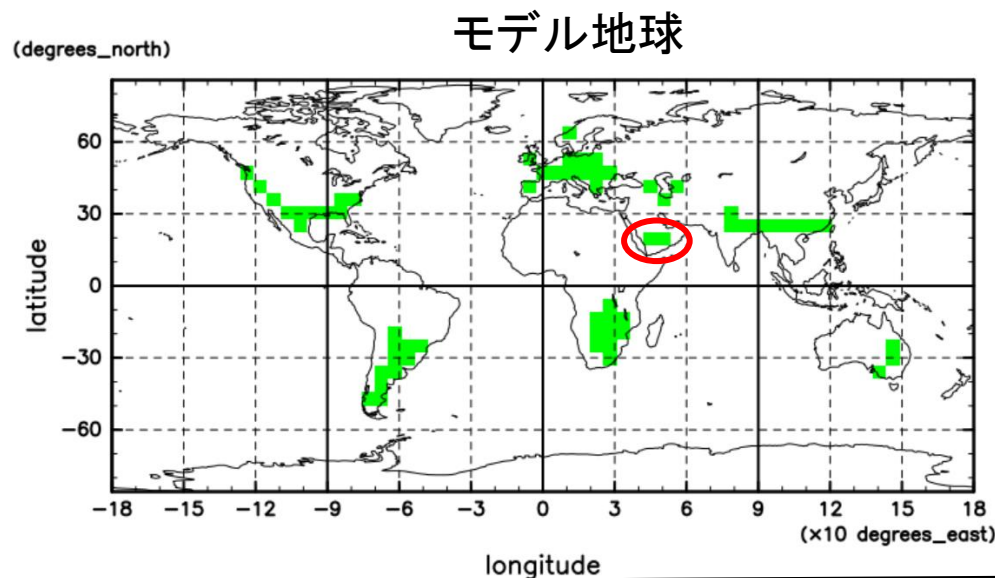 モデル地球
(degrees_north)
latitude
60
30
0
−30
−60
−18 −15 −12 −9 −6 −3 0 3 6 9 12 15 18
(×10 degrees_east)
longitude